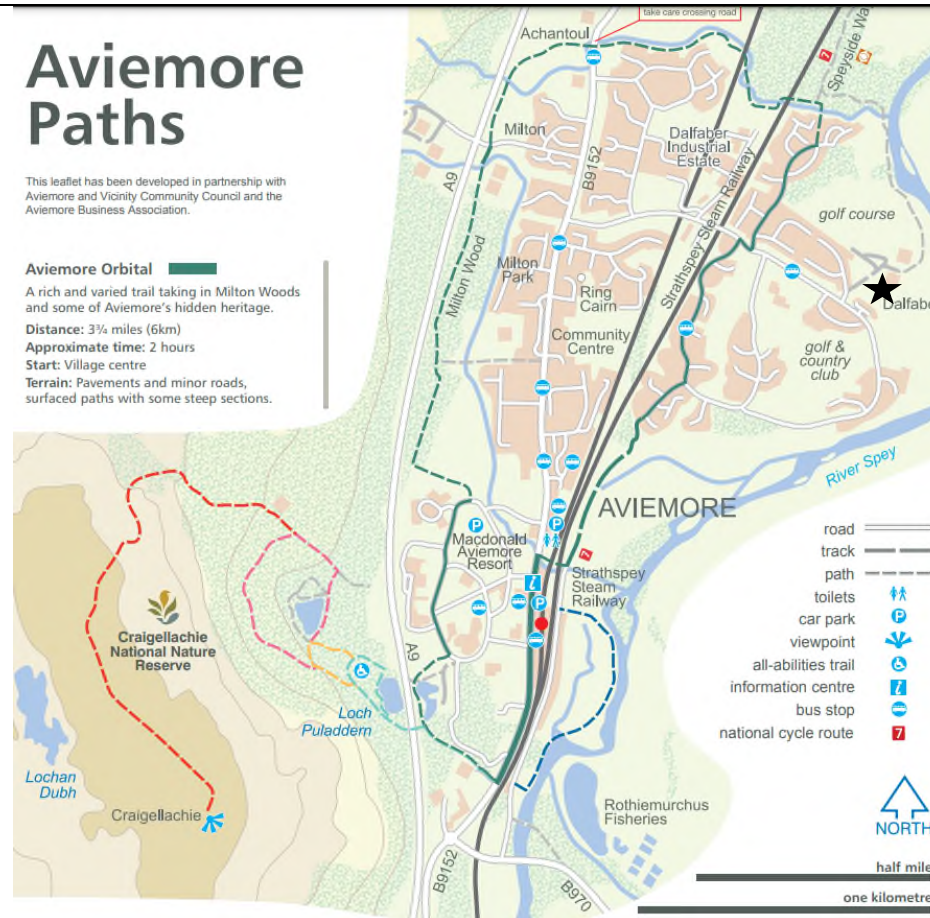 take care crossing road
Aviemore
Paths
This leaflet has been developed in partnership with
Aviemore and Vicinity Community Council and the
Aviemore Business Association.
Aviemore Orbital
A rich and varied trail taking in Milton Woods
and some of Aviemore's hidden heritage.
Distance: 3¾ miles (6km)
Approximate time: 2 hours
Start: Village centre
Terrain: Pavements and minor roads,
surfaced paths with some steep sections.
Achantoul
Speyside Way
7
Milton
A9
B9152
Dalfaber
Industrial
Estate
Strathspey Steam Railway
golf course
Milton Wood
Milton
Park
Ring
Cairn
Community
Centre
Dalfabe
golf &
country
club
River Spey
AVIEMORE
P
P
Macdonald
Aviemore
Resort
7
Strathspey
Steam
Railway
i
P
Craigellachie
National Nature
Reserve
A9
Loch
Puladdern
Lochan
Dubh
Craigellachie
Rothiemurchus
Fisheries
B9152
B970
road
track
path
toilets
car park P
viewpoint
all-abilities trail
information centre i
bus stop
national cycle route 7
NORTH
half mile
one kilometre